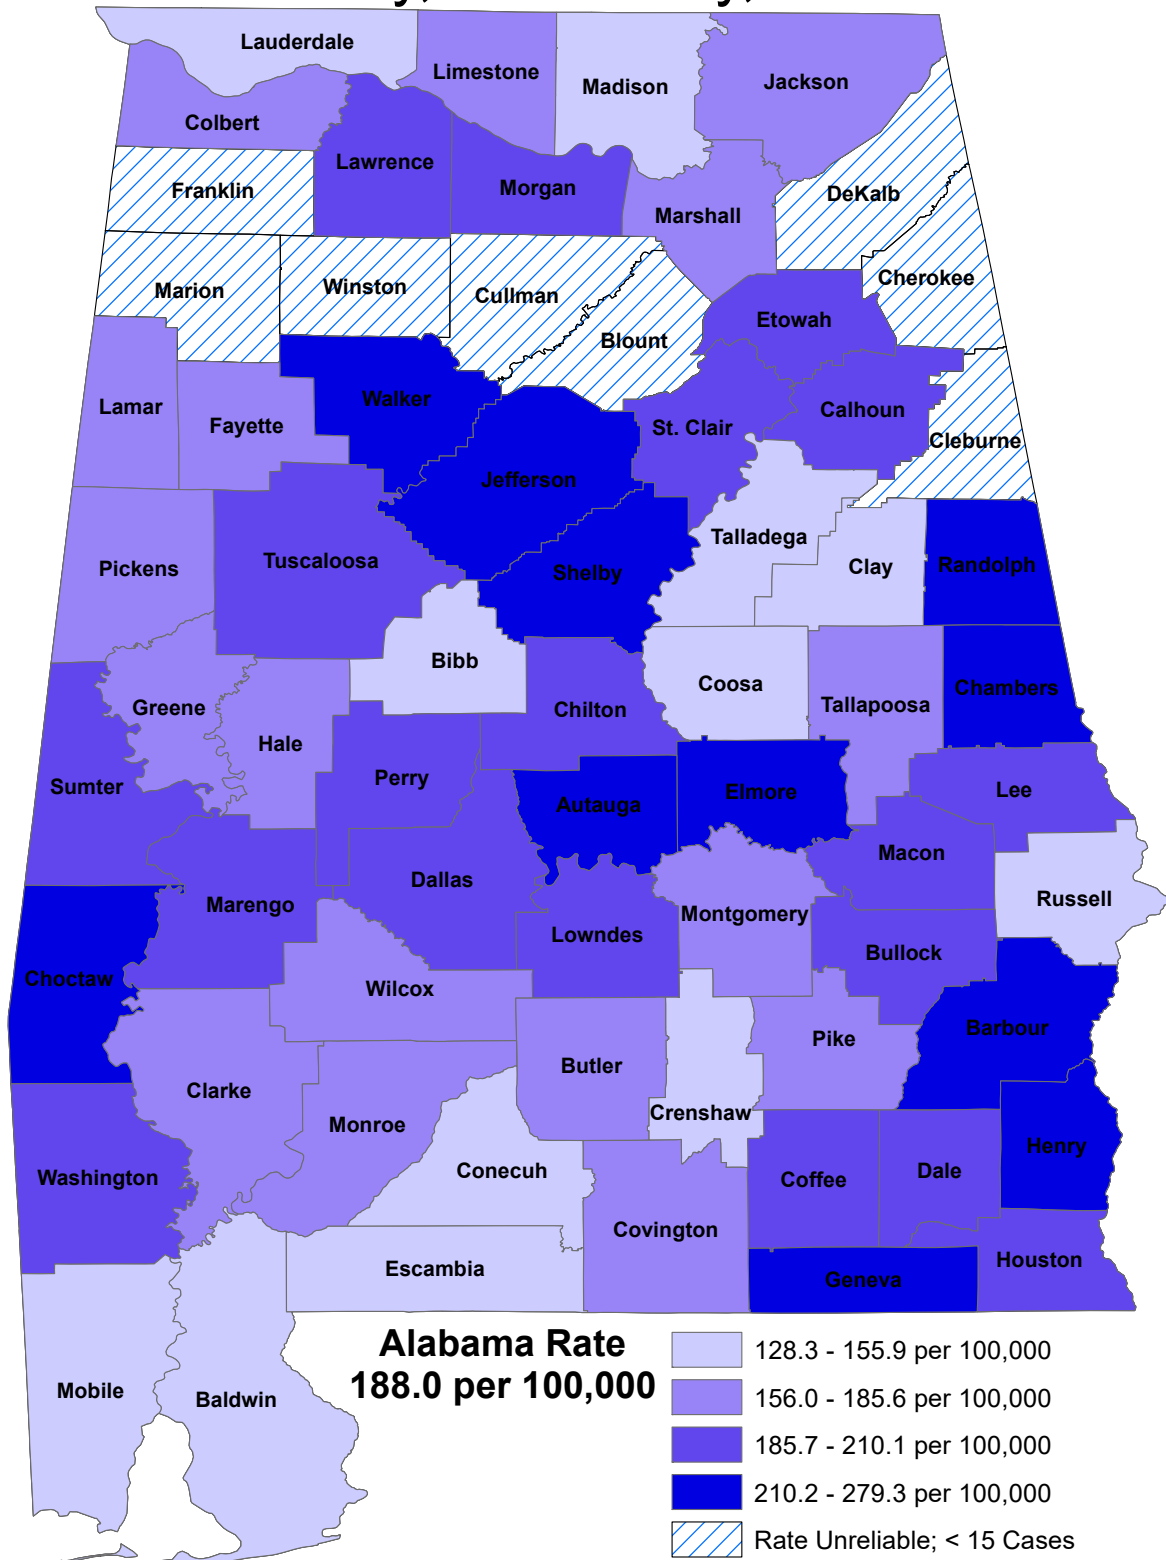 Lauderdale
Limestone
Madison
Jackson
Colbert
Lawrence
Franklin
Morgan
DeKalb
Marshall
Cherokee
Marion
Winston
Cullman
Etowah
Blount
Walker
Lamar
Fayette
St. Clair
Calhoun
Cleburne
Jefferson
Talladega
Pickens
Tuscaloosa
Shelby
Clay
Randolph
Bibb
Coosa
Chambers
Greene
Chilton
Tallapoosa
Hale
Sumter
Perry
Autauga
Elmore
Lee
Macon
Dallas
Marengo
Montgomery
Russell
Lowndes
Bullock
Choctaw
Wilcox
Barbour
Pike
Butler
Clarke
Crenshaw
Monroe
Henry
Washington
Conecuh
Coffee
Dale
Covington
Escambia
Houston
Geneva
Mobile
Baldwin
Alabama Rate
188.0 per 100,000
128.3 - 155.9 per 100,000
156.0 - 185.6 per 100,000
185.7 - 210.1 per 100,000
210.2 - 279.3 per 100,000
Rate Unreliable; < 15 Cases